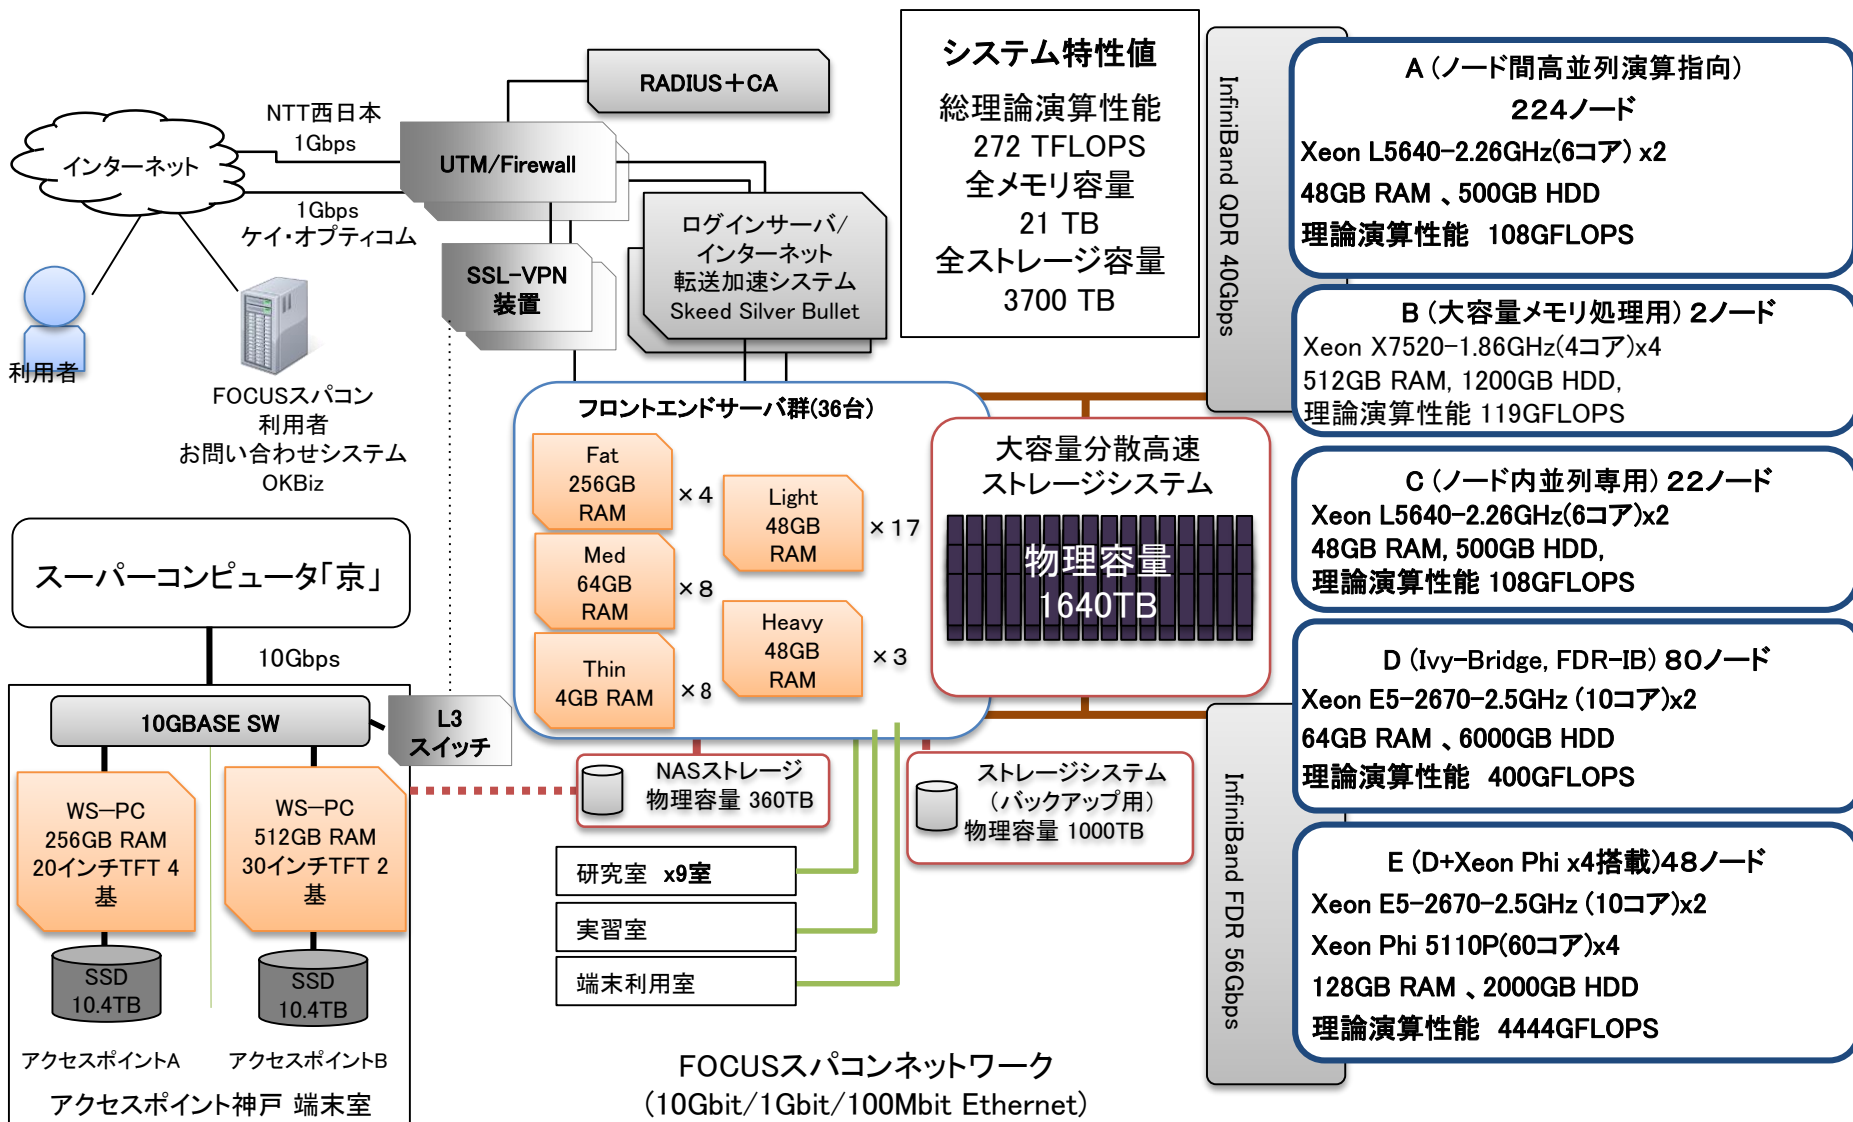 RADIUS＋CA
NTT西日本
1Gbps
インターネット
UTM/Firewall
1Gbps
ケイ・オプティコム
SSL-VPN
装置
ログインサーバ/
インターネット
転送加速システム
Skeed Silver Bullet
利用者
FOCUSスパコン
利用者
お問い合わせシステム
OKBiz
システム特性値
総理論演算性能
272 TFLOPS
全メモリ容量
21 TB
全ストレージ容量
3700 TB
InfiniBand QDR 40Gbps
A (ノード間高並列演算指向)
224ノード
Xeon L5640-2.26GHz(6コア) x2
48GB RAM 、500GB HDD
理論演算性能 108GFLOPS
B (大容量メモリ処理用) 2ノード
Xeon X7520-1.86GHz(4コア)x4
512GB RAM, 1200GB HDD,
理論演算性能 119GFLOPS
C (ノード内並列専用) 22ノード
Xeon L5640-2.26GHz(6コア)x2
48GB RAM, 500GB HDD,
理論演算性能 108GFLOPS
フロントエンドサーバ群(36台)
Fat
256GB
RAM
×4
Med
64GB
RAM
×8
Thin
4GB RAM
×8
Light
48GB
RAM
×17
Heavy
48GB
RAM
×3
大容量分散高速
ストレージシステム
物理容量
1640TB
スーパーコンピュータ「京」
10Gbps
10GBASE SW
L3
スイッチ
WS－PC
256GB RAM
20インチTFT 4
基
WS－PC
512GB RAM
30インチTFT 2
基
SSD
10.4TB
SSD
10.4TB
アクセスポイントA
アクセスポイントB
アクセスポイント神戸 端末室
NASストレージ
物理容量 360TB
ストレージシステム
（バックアップ用）
物理容量 1000TB
研究室 x9室
実習室
端末利用室
FOCUSスパコンネットワーク
(10Gbit/1Gbit/100Mbit Ethernet)
InfiniBand FDR 56Gbps
D (Ivy-Bridge, FDR-IB) 80ノード
Xeon E5-2670-2.5GHz (10コア)x2
64GB RAM 、6000GB HDD
理論演算性能 400GFLOPS
E (D+Xeon Phi x4搭載)48ノード
Xeon E5-2670-2.5GHz (10コア)x2
Xeon Phi 5110P(60コア)x4
128GB RAM 、2000GB HDD
理論演算性能 4444GFLOPS